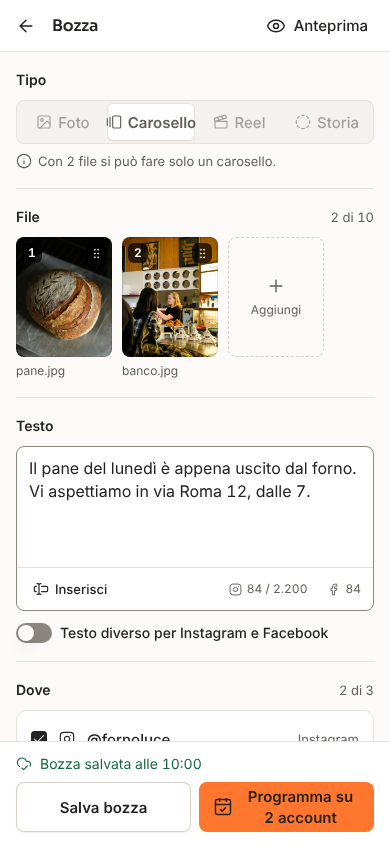 Bozza
Anteprima
Tipo
Foto
Carosello
Reel
Storia
Con 2 file si può fare solo un carosello.
File
2 di 10
1
2
Aggiungi
pane.jpg
banco.jpg
Testo
Il pane del lunedì è appena uscito dal forno.
Vi aspettiamo in via Roma 12, dalle 7.
Inserisci
84 / 2.200
84
Testo diverso per Instagram e Facebook
Dove
2 di 3
@fornoluce
Instagram
Bozza salvata alle 10:00
Salva bozza
Programma su
2 account